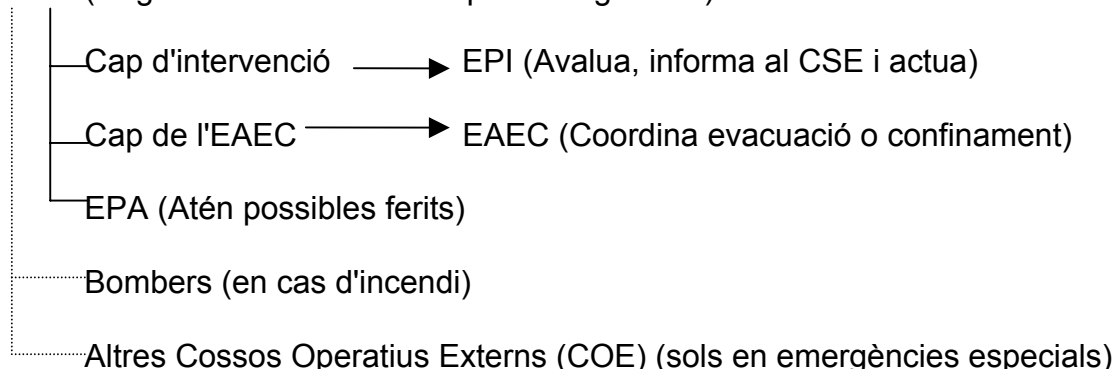 Cap d'intervenció EPI (Avalua, informa al CSE i actua)
Cap de l'EAEC EAEC (Coordina evacuació o confinament)
EPA (Atén possibles ferits)
Bombers (en cas d'incendi)
Altres Cossos Operatius Externs (COE) (sols en emergències especials)